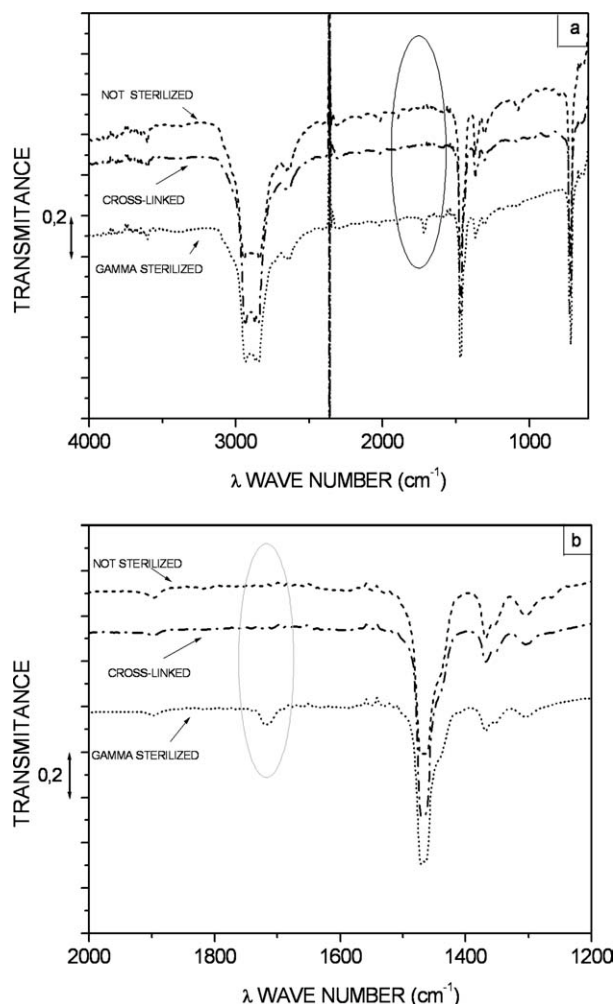 a
NOT STERILIZED
CROSS-LINKED
0,2
GAMMA STERILIZED
TRANSMITANCE
4000 3000 2000 1000
λ WAVE NUMBER (cm⁻¹)
b
NOT STERILIZED
CROSS-LINKED
GAMMA STERILIZED
0,2
TRANSMITANCE
2000 1800 1600 1400 1200
λ WAVE NUMBER (cm⁻¹)